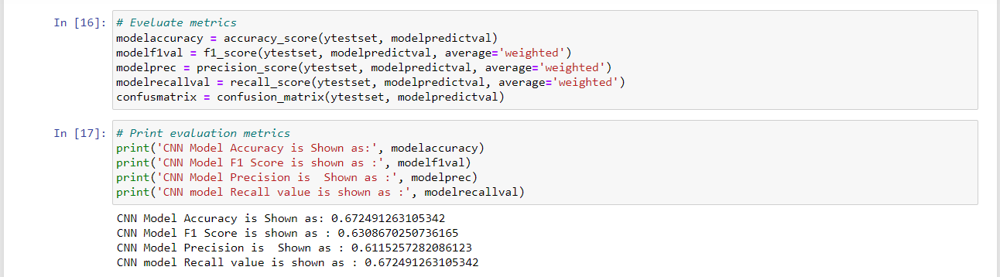 In [16]: # Eveluate metrics
modelaccuracy = accuracy_score(ytestset, modelpredictval)
modelf1val = f1_score(ytestset, modelpredictval, average='weighted')
modelprec = precision_score(ytestset, modelpredictval, average='weighted')
modelrecallval = recall_score(ytestset, modelpredictval, average='weighted')
confusmatrix = confusion_matrix(ytestset, modelpredictval)
In [17]: # Print evaluation metrics
print('CNN Model Accuracy is Shown as:', modelaccuracy)
print('CNN Model F1 Score is shown as :', modelf1val)
print('CNN Model Precision is  Shown as :', modelprec)
print('CNN model Recall value is shown as :', modelrecallval)
CNN Model Accuracy is Shown as: 0.672491263105342
CNN Model F1 Score is shown as : 0.6308670250736165
CNN Model Precision is  Shown as : 0.6115257282086123
CNN model Recall value is shown as : 0.672491263105342